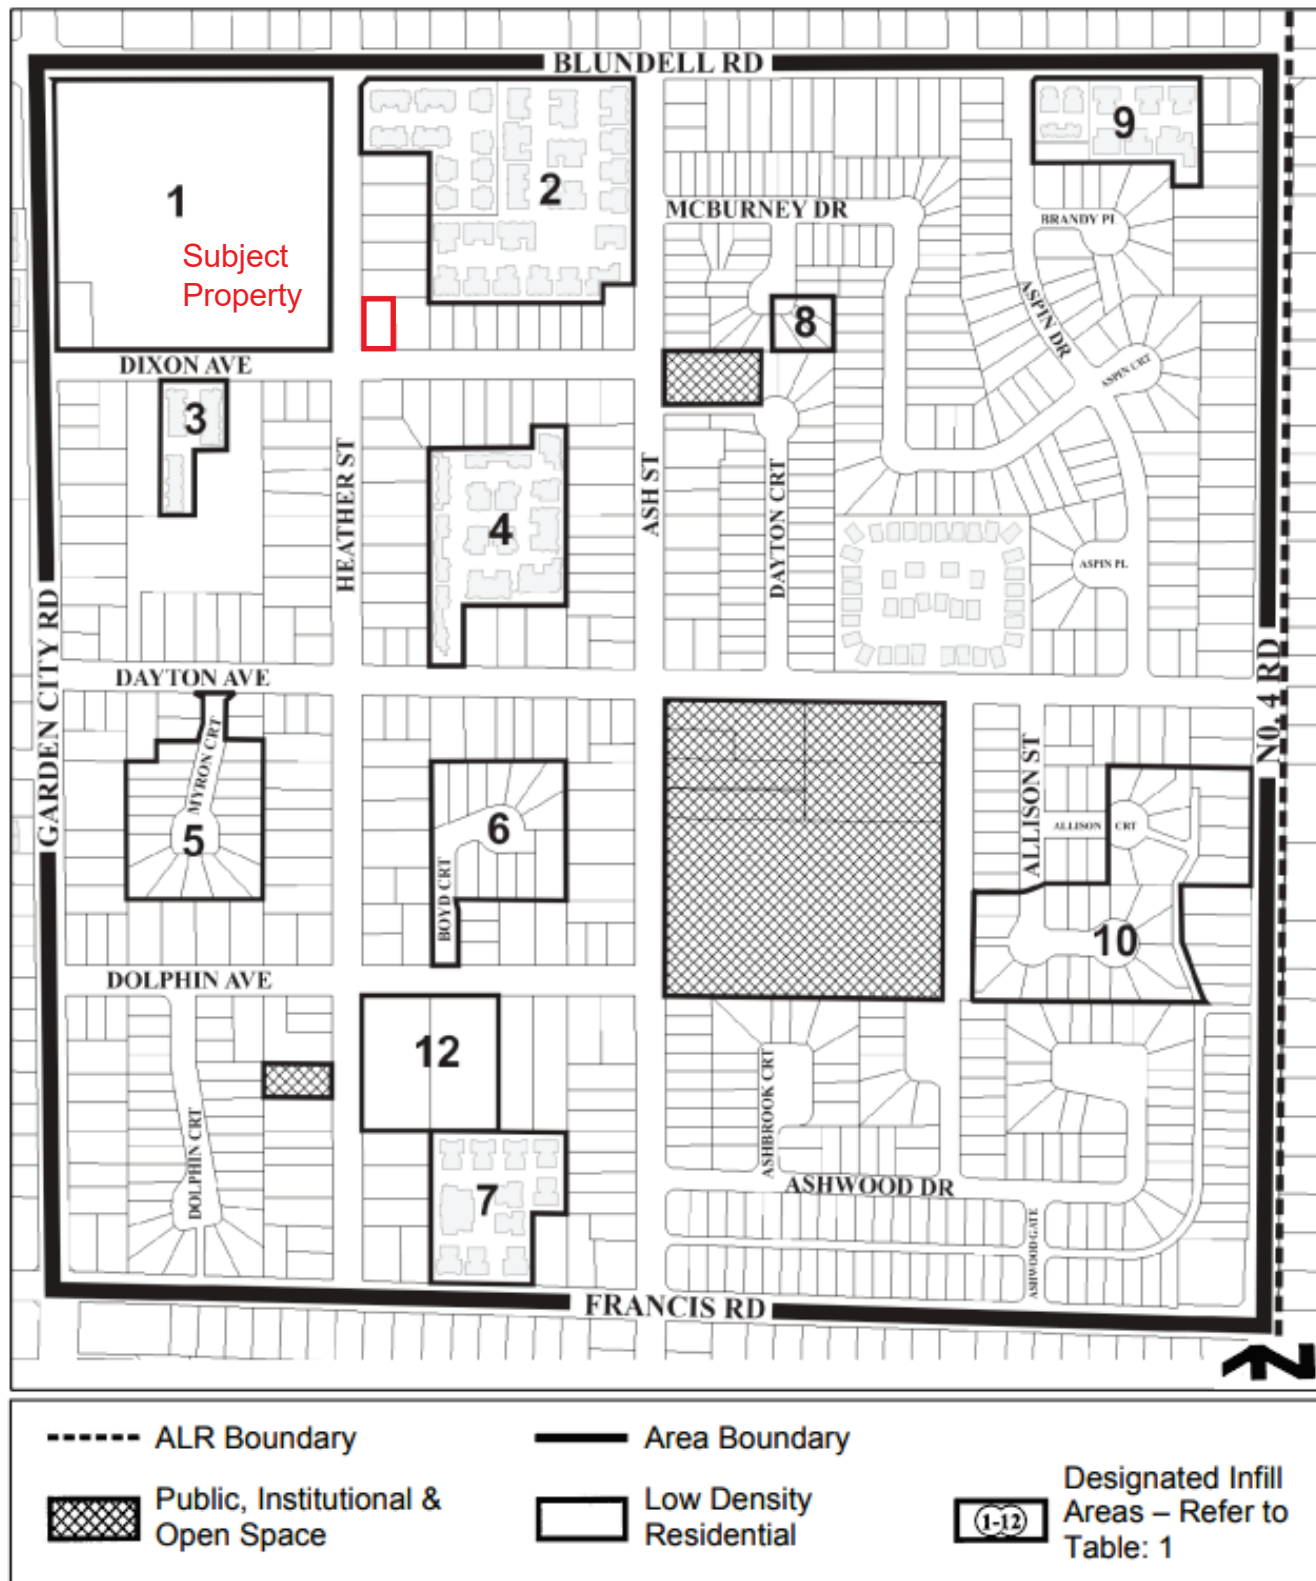 BLUNDELL RD
1
2
9
Subject
Property
MCBURNEY DR
BRANDY PL
8
ASPIN DR
ASPIN CRT
DIXON AVE
3
HEATHER ST
4
ASH ST
DAYTON CRT
ASPIN PL
GARDEN CITY RD
DAYTON AVE
NO. 4 RD
MYRON CRT
5
6
BOYD CRT
ALLISON ST
ALLISON CRT
10
DOLPHIN AVE
12
DOLPHIN CRT
7
ASHBROOK CRT
ASHWOOD DR
ASHWOOD GATE
FRANCIS RD
N
ALR Boundary
Area Boundary
Public, Institutional &
Open Space
Low Density
Residential
1-12
Designated Infill
Areas – Refer to
Table: 1